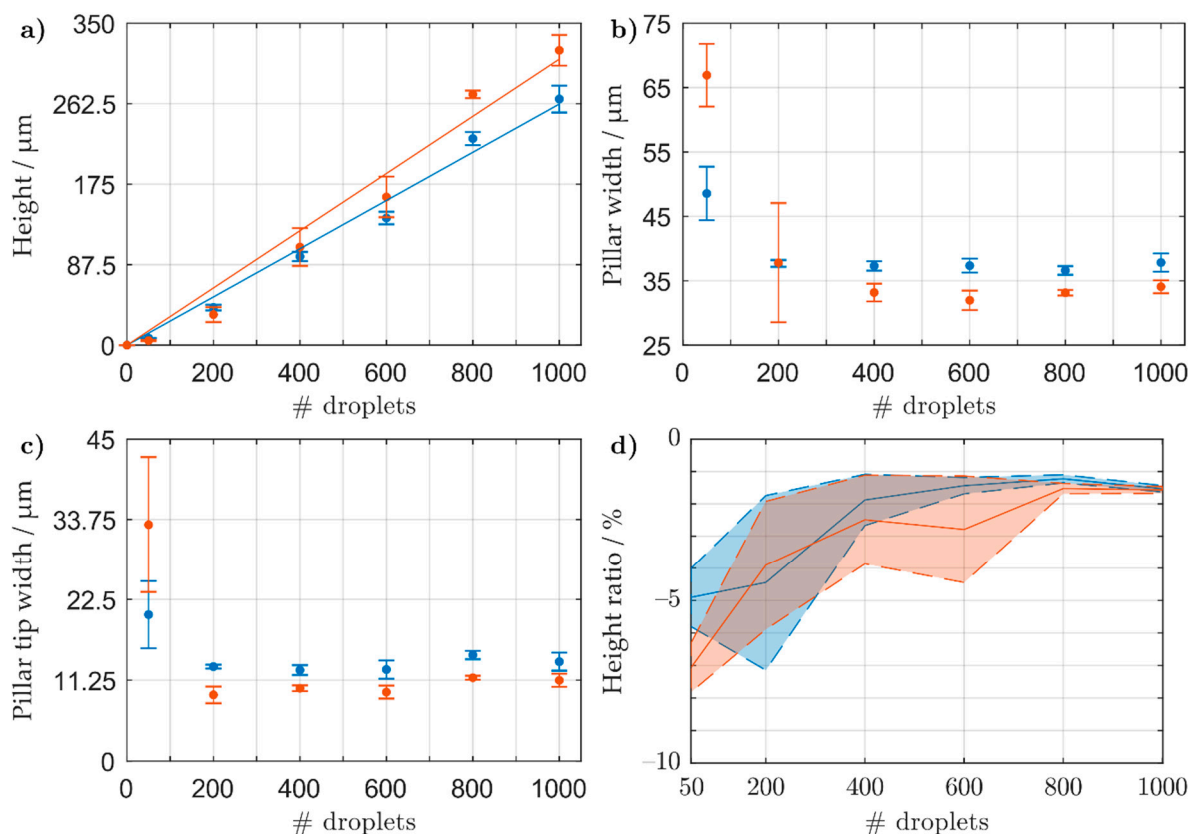 a)
350
262.5
175
87.5
0
Height / µm
0 200 400 600 800 1000
# droplets
b)
75
65
55
45
35
25
Pillar width / µm
0 200 400 600 800 1000
# droplets
c)
45
33.75
22.5
11.25
0
Pillar tip width / µm
0 200 400 600 800 1000
# droplets
d)
0
−5
−10
Height ratio / %
50 200 400 600 800 1000
# droplets